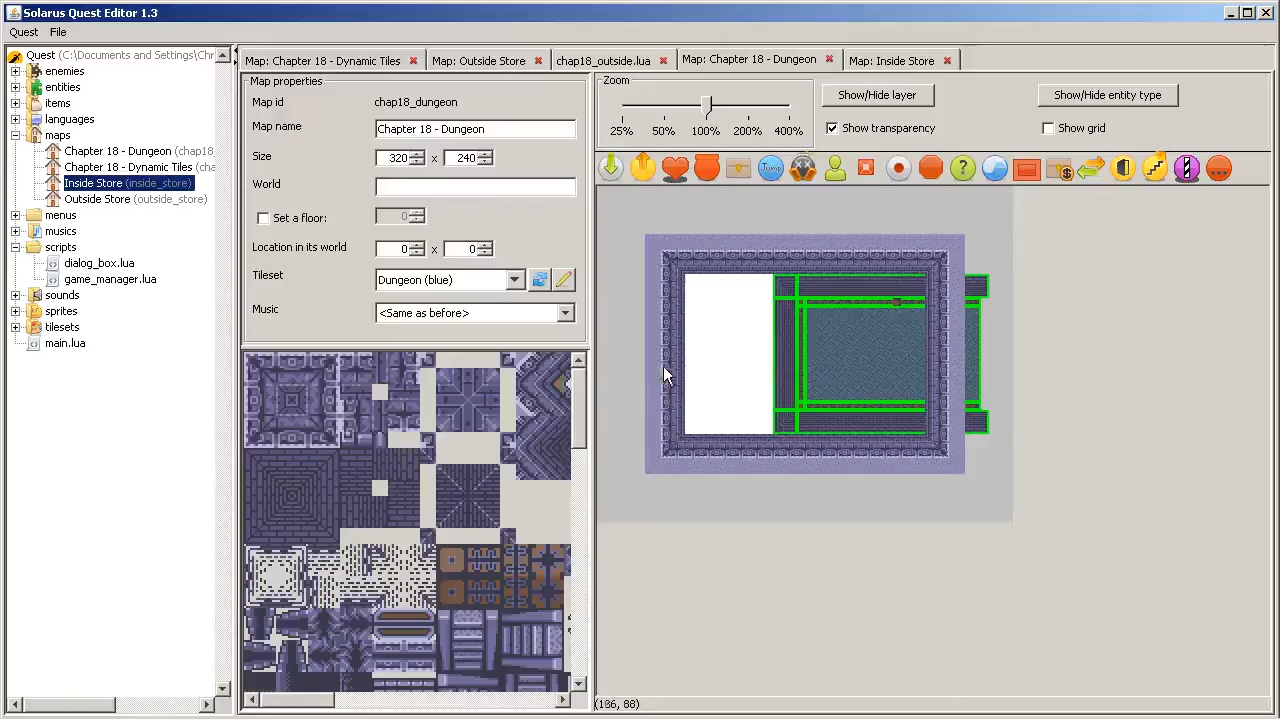 Solarus Quest Editor 1.3
Quest File
Quest (C:\Documents and Settings\Chr
enemies
entities
items
languages
maps
Chapter 18 - Dungeon (chap18
Chapter 18 - Dynamic Tiles (cha
Inside Store (inside_store)
Outside Store (outside_store)
menus
musics
scripts
dialog_box.lua
game_manager.lua
sounds
sprites
tilesets
main.lua
Map: Chapter 18 - Dynamic Tiles
Map: Outside Store
chap18_outside.lua
Map: Chapter 18 - Dungeon
Map: Inside Store
Map properties
Map id chap18_dungeon
Map name Chapter 18 - Dungeon
Size 320 x 240
World
Set a floor: 0
Location in its world 0 x 0
Tileset Dungeon (blue)
Music <Same as before>
Zoom
25% 50% 100% 200% 400%
Show/Hide layer
Show transparency
Show/Hide entity type
Show grid
Jump
?
$
(186, 88)